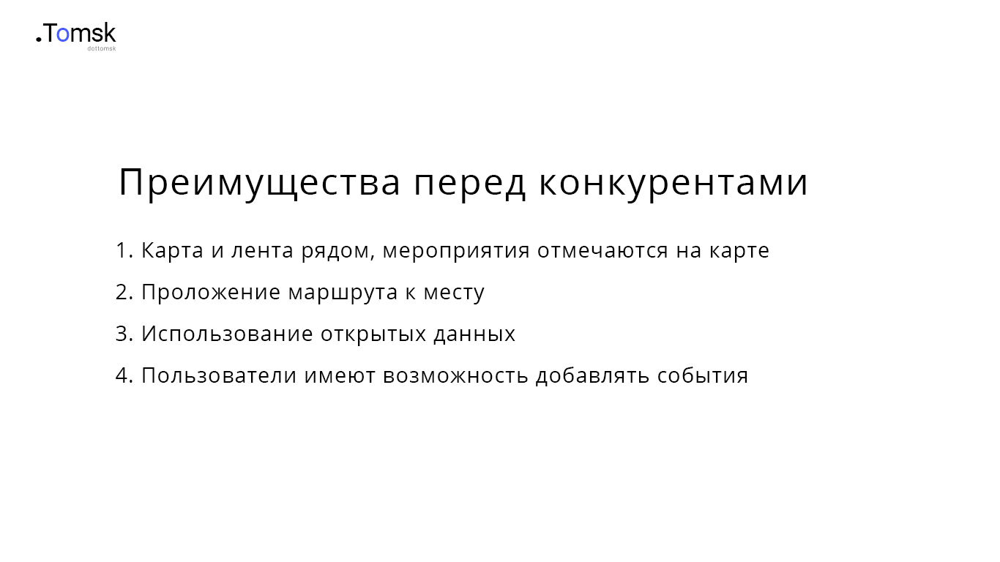 .Tomsk
dottomsk
Преимущества перед конкурентами
1. Карта и лента рядом, мероприятия отмечаются на карте
2. Проложение маршрута к месту
3. Использование открытых данных
4. Пользователи имеют возможность добавлять события